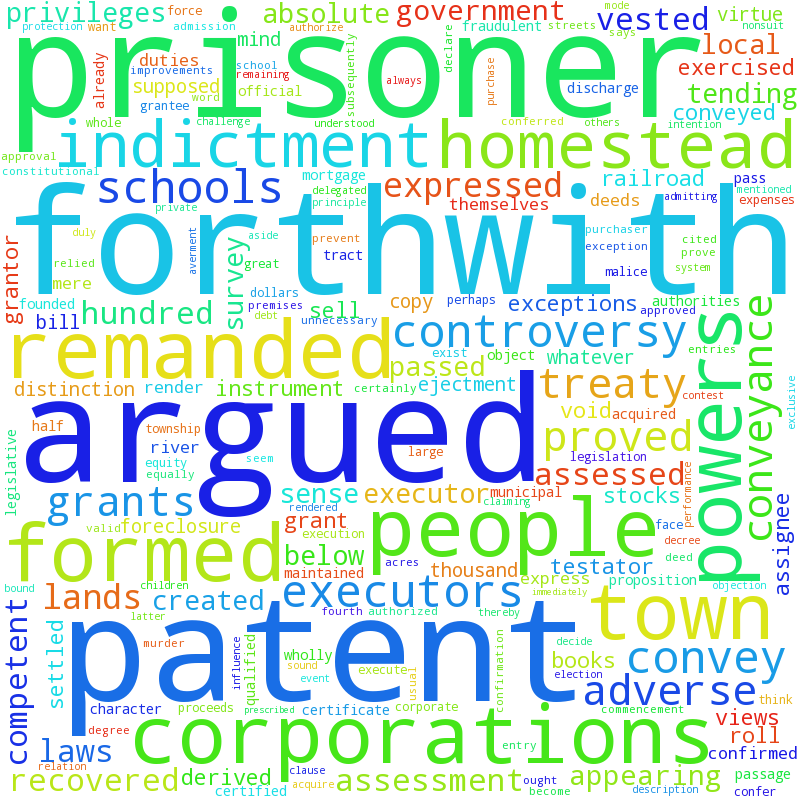 privileges force absolute government vested virtue mode
protection want admission authorize fraudulent streets says nonsuit
prisoner
mind declare local
already duties improvements school remaining subsequently always purchase exercised
supposed official discharge tending
grantee word
whole challenge understood conferred others intention conveyed
indictment homestead
approval constitutional
schools mortgage expressed railroad pass
delegated admitting mentioned
private principle themselves deeds expenses
forthwith
duly averment aside prevent purchaser cited
grantor relied survey great tract exception prove
mere malice system
founded hundred dollars premises sell copy perhaps exceptions authorities
bill debt unnecessary approved
remanded controversy powers conveyance
exist object whatever entries
passed treaty
distinction render instrument certainly ejectment contest exclusive
half void acquired
argued
township proved
legislative river large legislation
equity seem assessed
equally
grants sense executor municipal stocks performance
rendered claiming
grant people face
valid foreclosure execution decree
formed below acres testator deed assignee
maintained thousand express proposition objection
bound children immediately
lands created executors town
latter fourth authorized thereby
competent settled murder wholly sound confirmation decide convey
patent
qualified influence event execute usual books election think
adverse
character proceeds prescribed certificate corporate commencement views
degree corporations roll
laws entry confirmed
relation
recovered derived clause assessment ought appearing passage
certified acquire become description confer